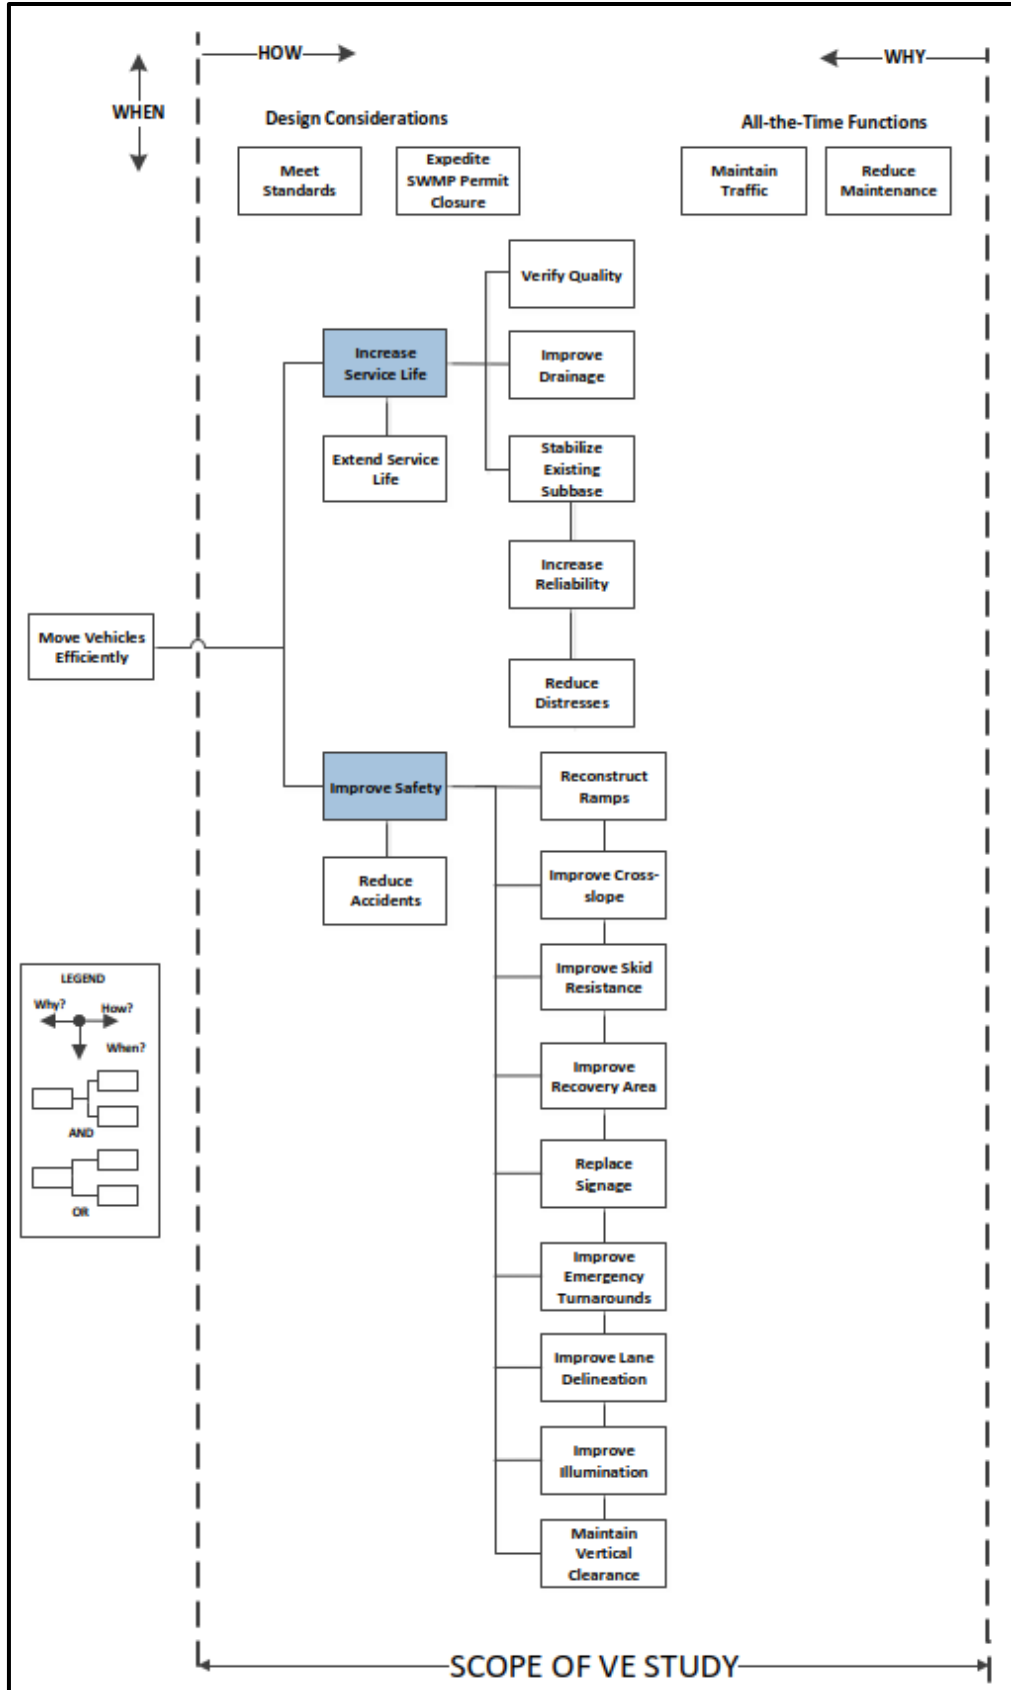 HOW
WHY
WHEN
Design Considerations
All-the-Time Functions
Meet
Standards
Expedite
SWMP Permit
Closure
Maintain
Traffic
Reduce
Maintenance
Verify Quality
Increase
Service Life
Improve
Drainage
Extend Service
Life
Stabilize
Existing
Subbase
Increase
Reliability
Move Vehicles
Efficiently
Reduce
Distresses
Improve Safety
Reconstruct
Ramps
Reduce
Accidents
Improve Cross-
slope
Improve Skid
Resistance
Improve
Recovery Area
Replace
Signage
Improve
Emergency
Turnarounds
Improve Lane
Delineation
Improve
Illumination
Maintain
Vertical
Clearance
LEGEND
Why?
How?
When?
AND
OR
SCOPE OF VE STUDY